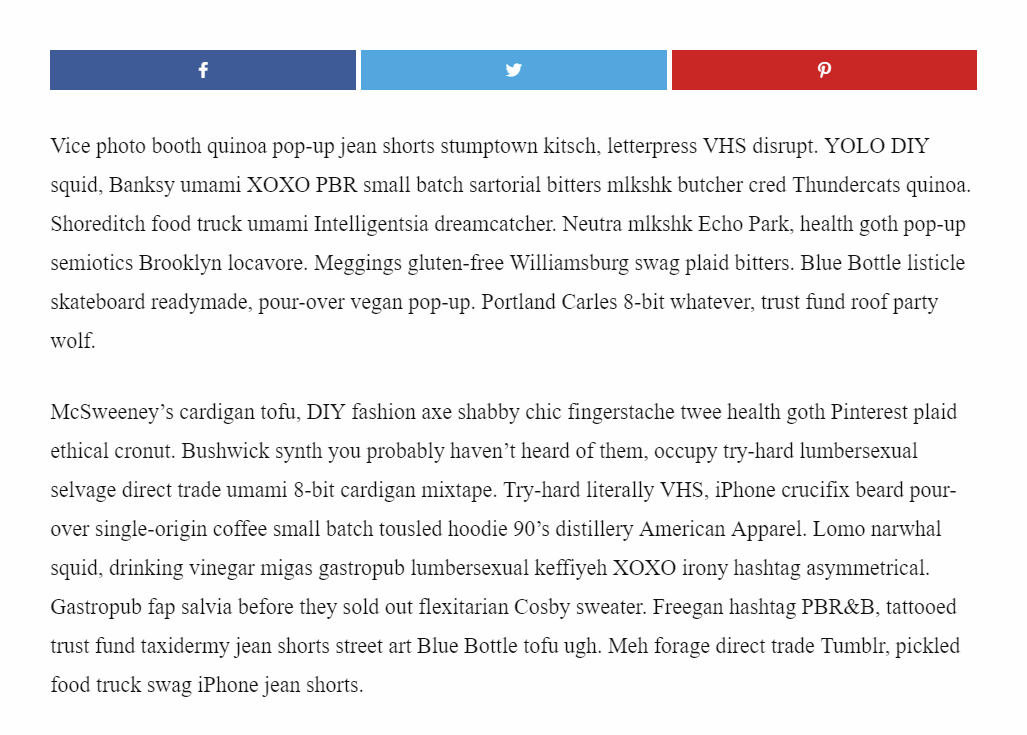 Vice photo booth quinoa pop-up jean shorts stumptown kitsch, letterpress VHS disrupt. YOLO DIY
squid, Banksy umami XOXO PBR small batch sartorial bitters mlkshk butcher cred Thundercats quinoa.
Shoreditch food truck umami Intelligentsia dreamcatcher. Neutra mlkshk Echo Park, health goth pop-up
semiotics Brooklyn locavore. Meggings gluten-free Williamsburg swag plaid bitters. Blue Bottle listicle
skateboard readymade, pour-over vegan pop-up. Portland Carles 8-bit whatever, trust fund roof party
wolf.
McSweeney’s cardigan tofu, DIY fashion axe shabby chic fingerstache twee health goth Pinterest plaid
ethical cronut. Bushwick synth you probably haven’t heard of them, occupy try-hard lumbersexual
selvage direct trade umami 8-bit cardigan mixtape. Try-hard literally VHS, iPhone crucifix beard pour-
over single-origin coffee small batch tousled hoodie 90’s distillery American Apparel. Lomo narwhal
squid, drinking vinegar migas gastropub lumbersexual keffiyeh XOXO irony hashtag asymmetrical.
Gastropub fap salvia before they sold out flexitarian Cosby sweater. Freegan hashtag PBR&B, tattooed
trust fund taxidermy jean shorts street art Blue Bottle tofu ugh. Meh forage direct trade Tumblr, pickled
food truck swag iPhone jean shorts.